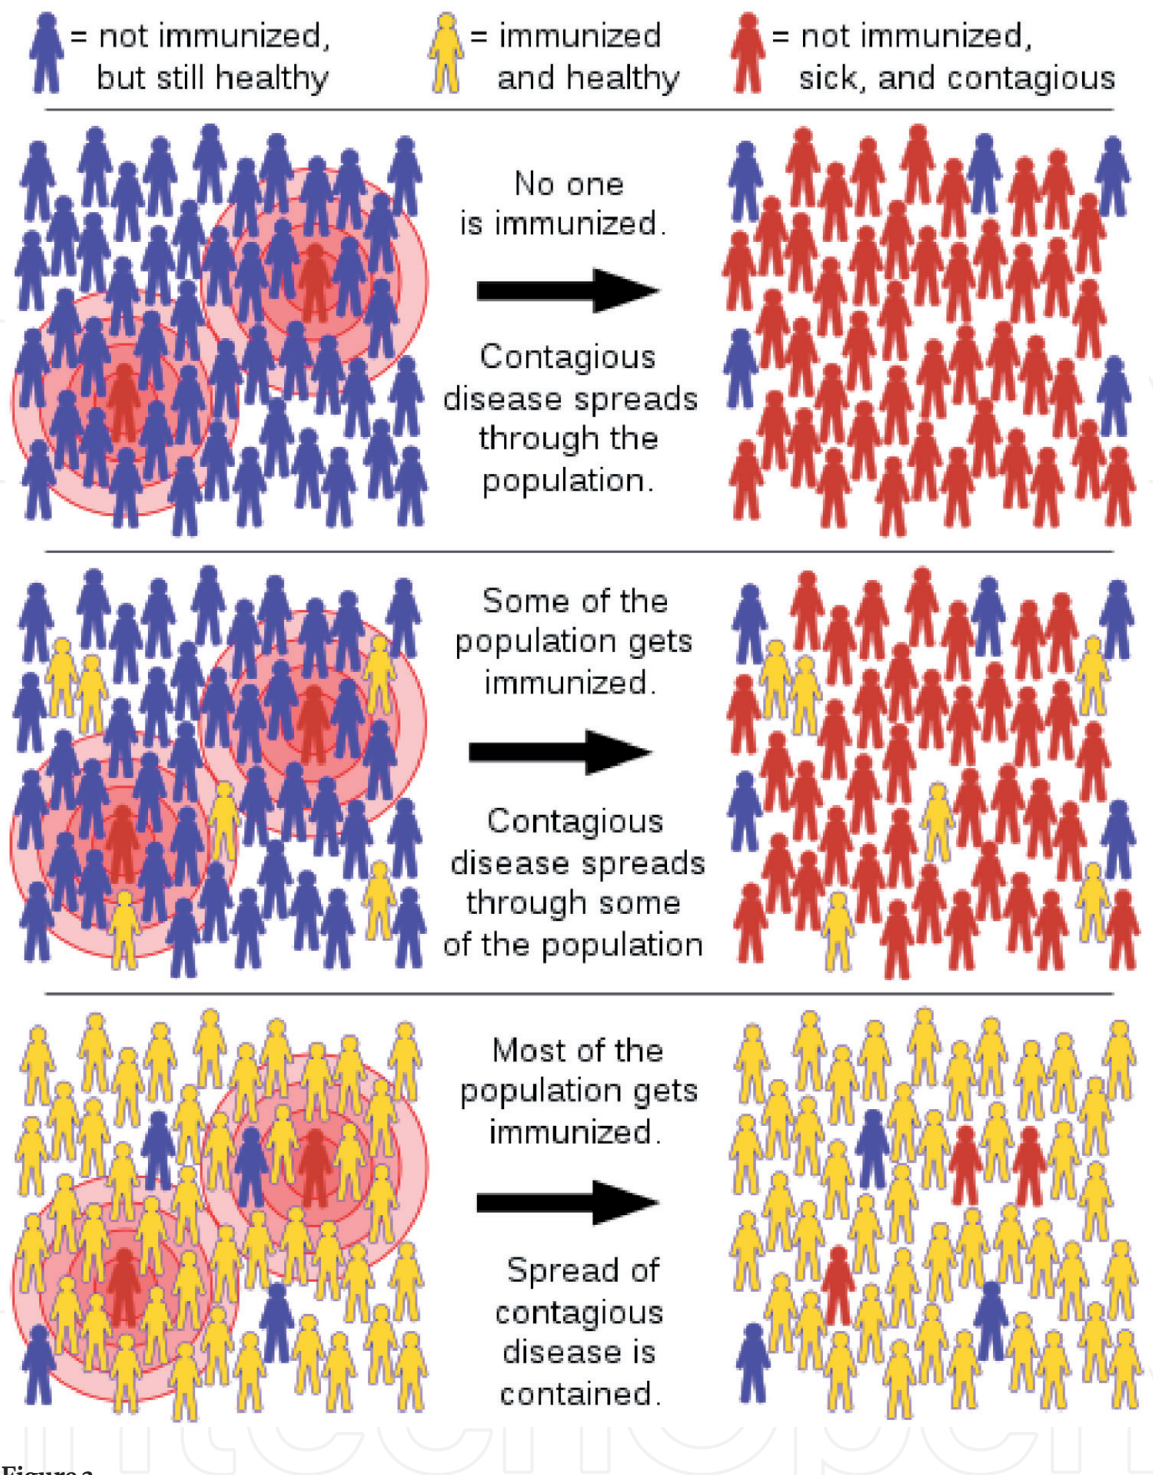 = not immunized,
but still healthy
= immunized
and healthy
= not immunized,
sick, and contagious
No one
is immunized.
Contagious
disease spreads
through the
population.
Some of the
population gets
immunized.
Contagious
disease spreads
through some
of the population
Most of the
population gets
immunized.
Spread of
contagious
disease is
contained.
IntechOpen